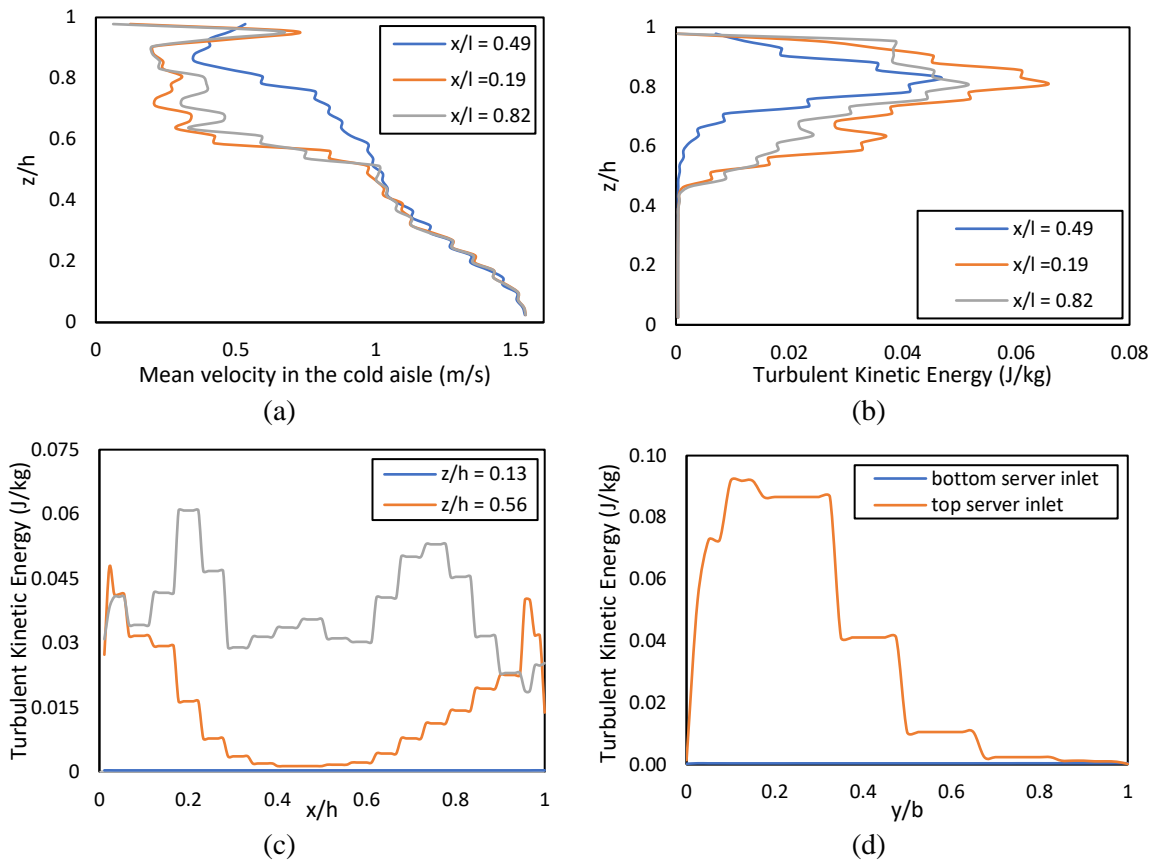 1
0.8
0.6
0.4
0.2
0
z/h
0 0.5 1 1.5
Mean velocity in the cold aisle (m/s)
x/l = 0.49
x/l =0.19
x/l = 0.82
(a)
1
0.8
0.6
0.4
0.2
0
z/h
0 0.02 0.04 0.06 0.08
Turbulent Kinetic Energy (J/kg)
x/l = 0.49
x/l =0.19
x/l = 0.82
(b)
0.075
0.06
0.045
0.03
0.015
0
Turbulent Kinetic Energy (J/kg)
0 0.2 0.4 0.6 0.8 1
x/h
z/h = 0.13
z/h = 0.56
(c)
0.10
0.08
0.06
0.04
0.02
0.00
Turbulent Kinetic Energy (J/kg)
0 0.2 0.4 0.6 0.8 1
y/b
bottom server inlet
top server inlet
(d)